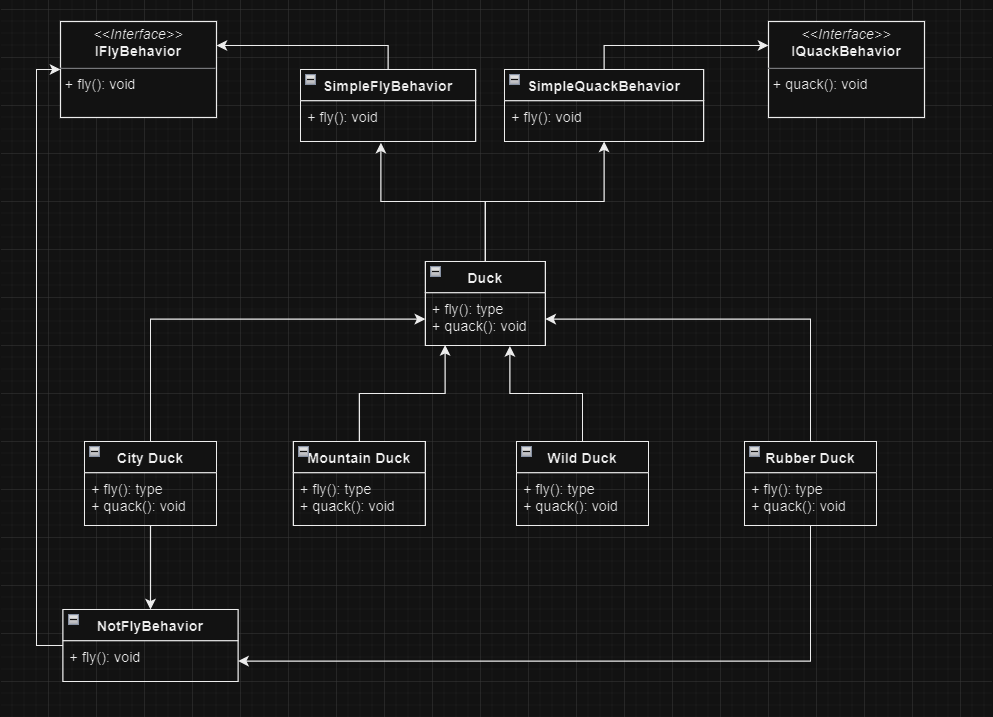 <<Interface>>
IFlyBehavior
+ fly(): void
SimpleFlyBehavior
+ fly(): void
SimpleQuackBehavior
+ fly(): void
<<Interface>>
IQuackBehavior
+ quack(): void
Duck
+ fly(): type
+ quack(): void
City Duck
+ fly(): type
+ quack(): void
Mountain Duck
+ fly(): type
+ quack(): void
Wild Duck
+ fly(): type
+ quack(): void
Rubber Duck
+ fly(): type
+ quack(): void
NotFlyBehavior
+ fly(): void